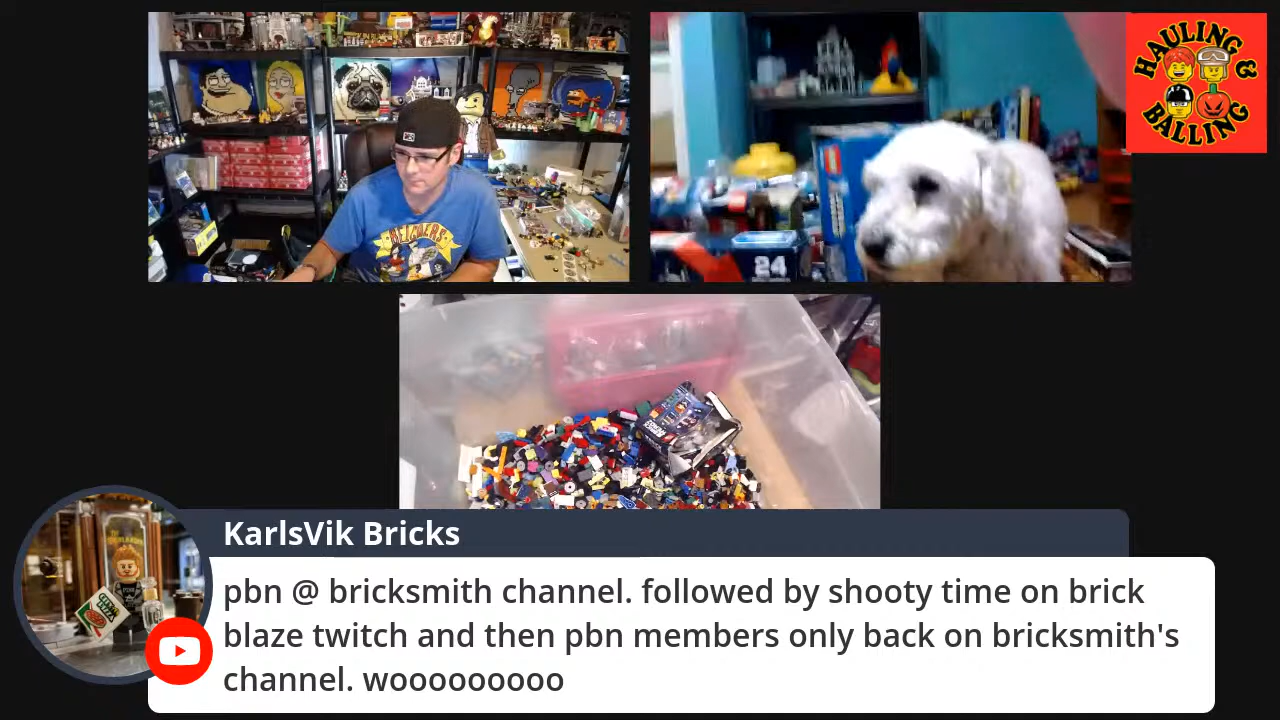 HAULING &
BALLING
24
KarlsVik Bricks
pbn @ bricksmith channel. followed by shooty time on brick
blaze twitch and then pbn members only back on bricksmith's
channel. wooooooooo